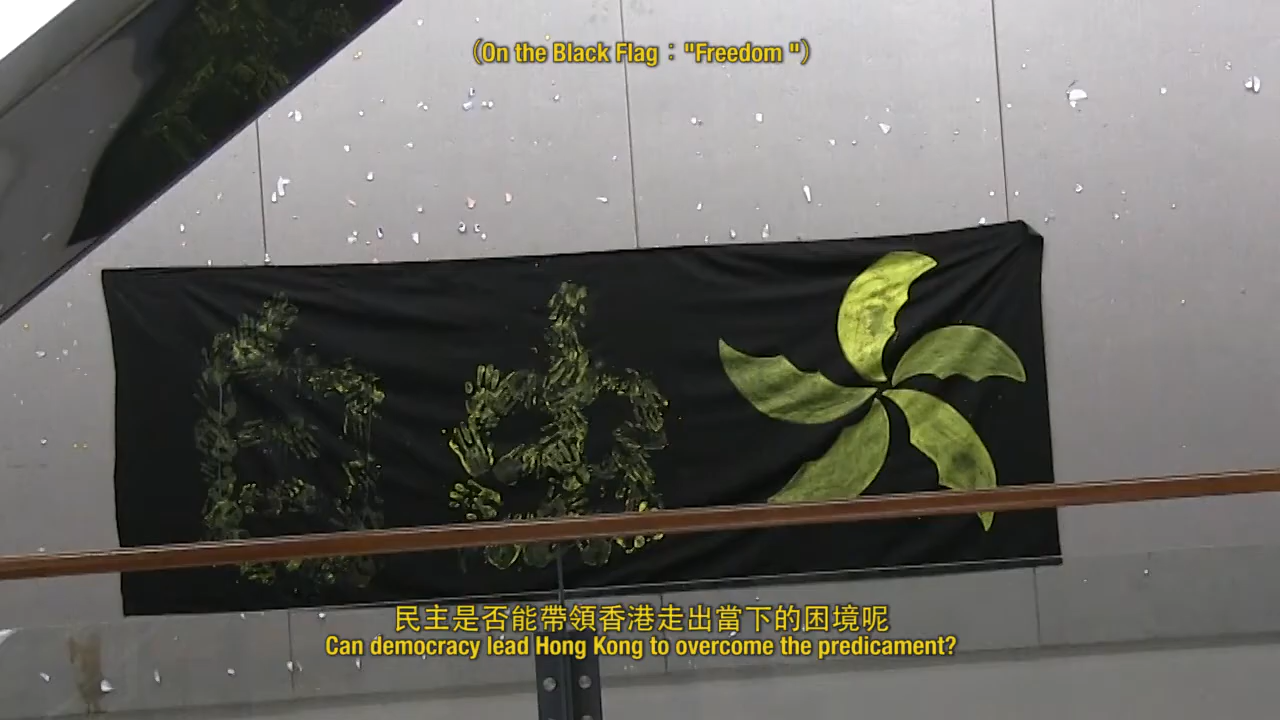 （On the Black Flag："Freedom "）
自由
民主是否能帶領香港走出當下的困境呢
Can democracy lead Hong Kong to overcome the predicament?